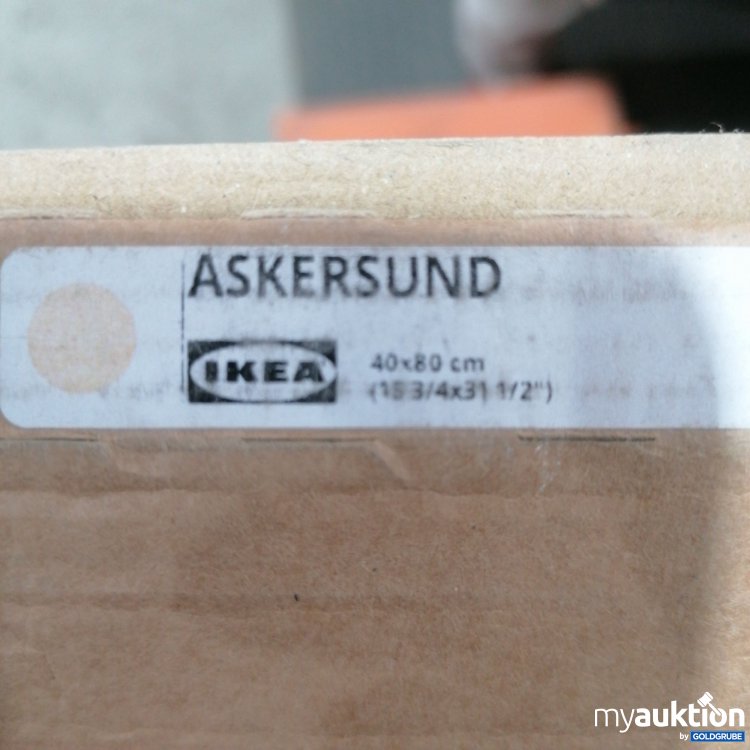 ASKERSUND
IKEA
40x80 cm
(15 3/4x31 1/2")
myauktion
by GOLDGRUBE